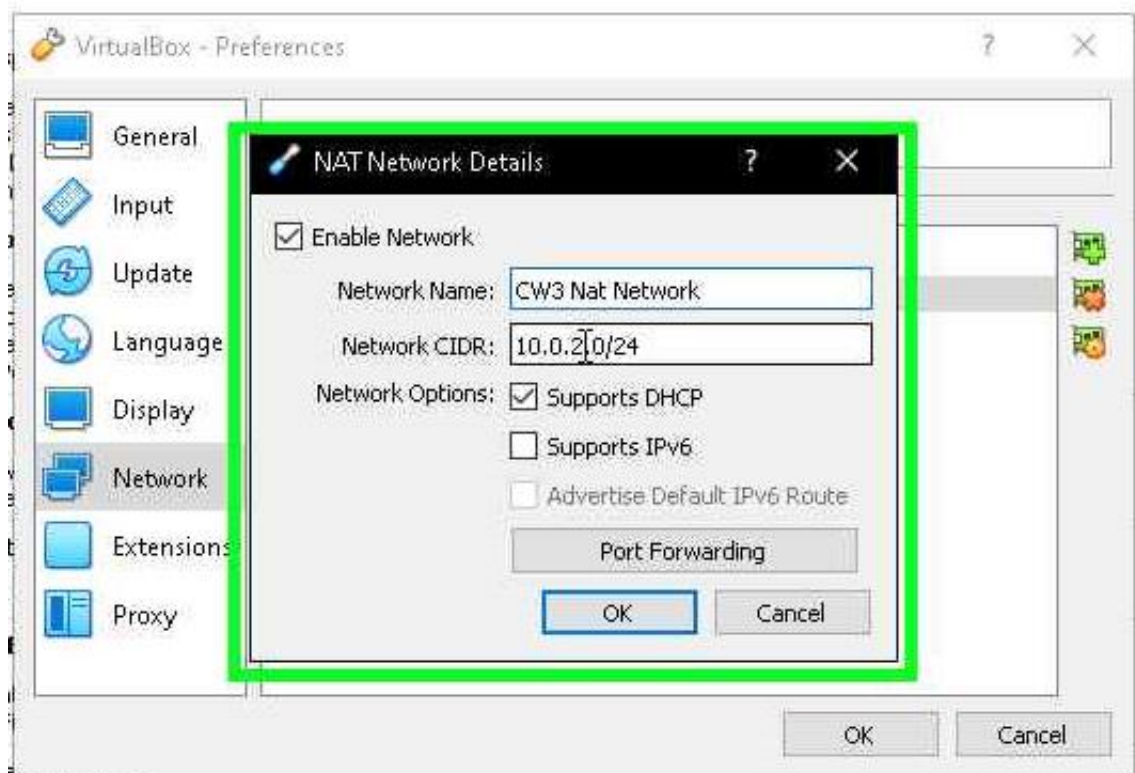 VirtualBox - Preferences
?
General
Input
Update
Language
Display
Network
Extensions
Proxy
NAT Network Details
?
Enable Network
Network Name: CW3 Nat Network
Network CIDR: 10.0.2.0/24
Network Options: Supports DHCP
Supports IPv6
Advertise Default IPv6 Route
Port Forwarding
OK Cancel
OK Cancel